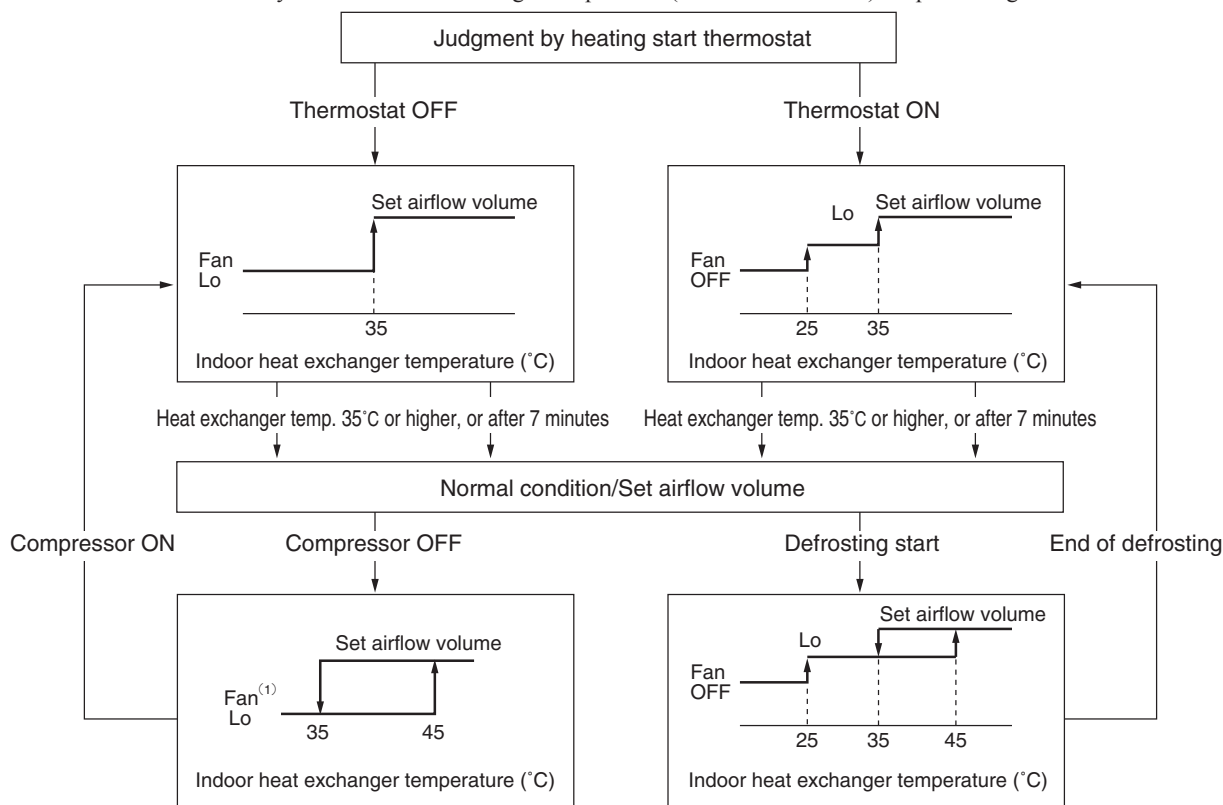 Judgment by heating start thermostat
Thermostat OFF
Thermostat ON
Set airflow volume
Fan
Lo
35
Indoor heat exchanger temperature (˚C)
Set airflow volume
Lo
Fan
OFF
25 35
Indoor heat exchanger temperature (˚C)
Heat exchanger temp. 35˚C or higher, or after 7 minutes
Heat exchanger temp. 35˚C or higher, or after 7 minutes
Normal condition/Set airflow volume
Compressor ON
Compressor OFF
Defrosting start
End of defrosting
Set airflow volume
Fan(1)
Lo
35 45
Indoor heat exchanger temperature (˚C)
Set airflow volume
Lo
Fan
OFF
25 35 45
Indoor heat exchanger temperature (˚C)